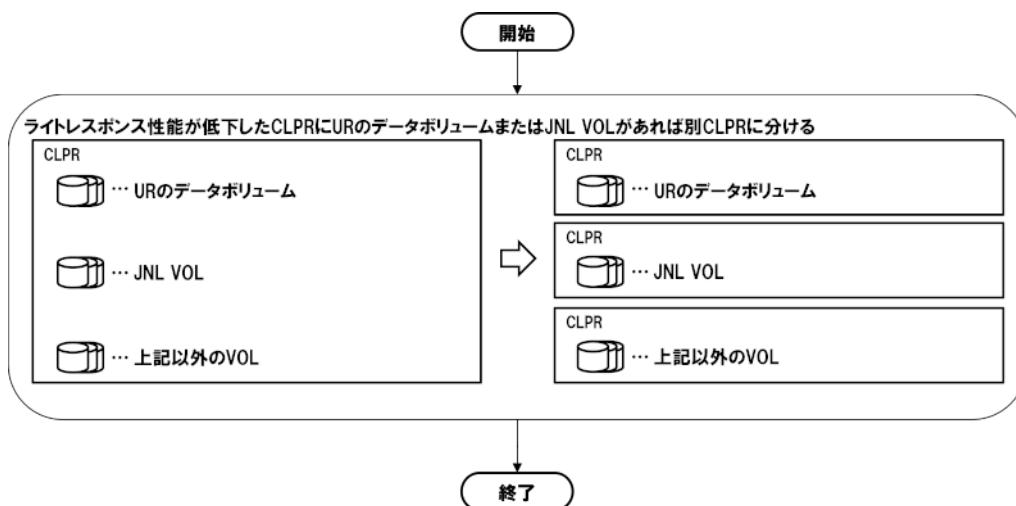 開始
ライトレスポンス性能が低下したCLPRにURのデータボリュームまたはJNL VOLがあれば別CLPRに分ける
CLPR
… URのデータボリューム
… JNL VOL
… 上記以外のVOL
CLPR
… URのデータボリューム
CLPR
… JNL VOL
CLPR
… 上記以外のVOL
終了